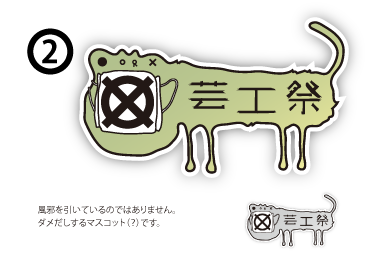 ②
● O R ×
芸工祭
風邪を引いているのではありません。
ダメだしするマスコット(?)です。
芸工祭